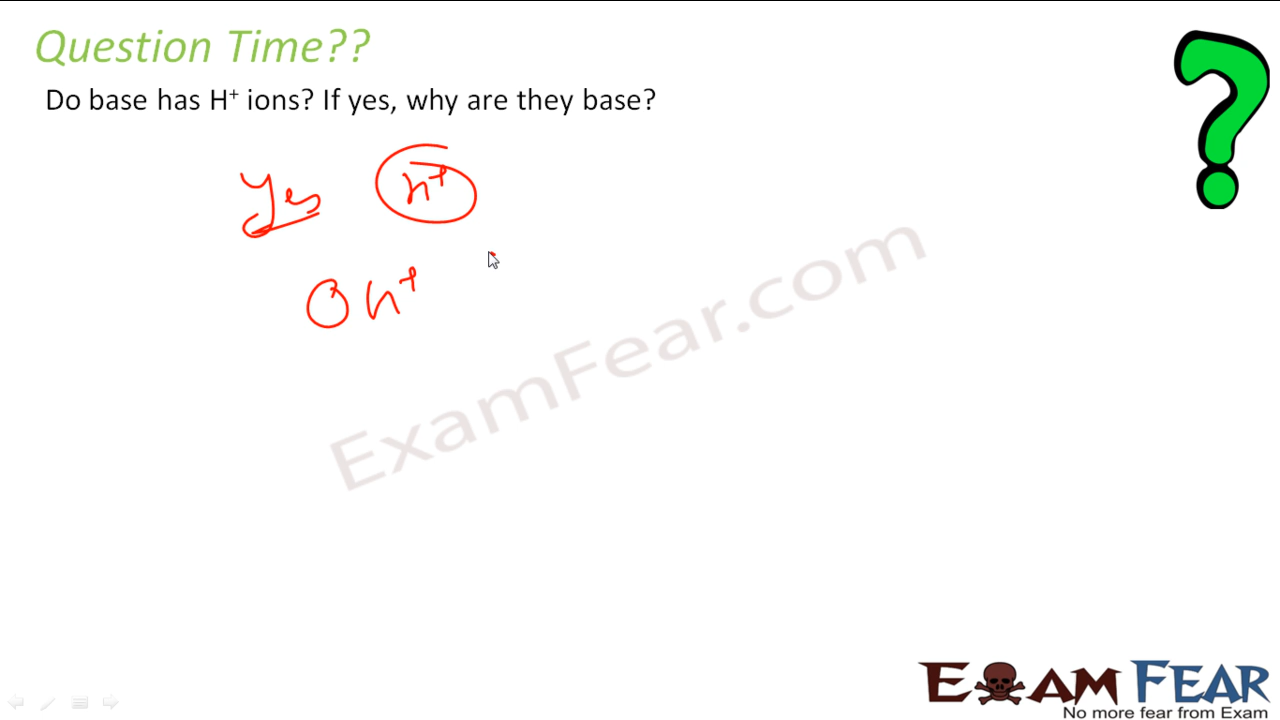 Question Time??
Do base has H⁺ ions? If yes, why are they base?
Yes h⁺
Oh⁺
ExamFear.com
EXAM FEAR
No more fear from Exam